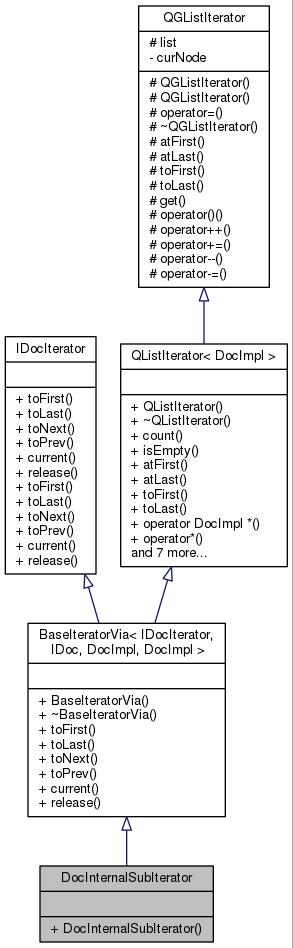 QGListIterator
# list
- curNode
# QGListIterator()
# QGListIterator()
# operator=()
# ~QGListIterator()
# atFirst()
# atLast()
# toFirst()
# toLast()
# get()
# operator()()
# operator++()
# operator+=()
# operator--()
# operator-=()
IDocIterator
+ toFirst()
+ toLast()
+ toNext()
+ toPrev()
+ current()
+ release()
+ toFirst()
+ toLast()
+ toNext()
+ toPrev()
+ current()
+ release()
QListIterator< DocImpl >
+ QListIterator()
+ ~QListIterator()
+ count()
+ isEmpty()
+ atFirst()
+ atLast()
+ toFirst()
+ toLast()
+ operator DocImpl *()
+ operator*()
and 7 more...
BaseIteratorVia< IDocIterator,
IDoc, DocImpl, DocImpl >
+ BaseIteratorVia()
+ ~BaseIteratorVia()
+ toFirst()
+ toLast()
+ toNext()
+ toPrev()
+ current()
+ release()
DocInternalSubIterator
+ DocInternalSubIterator()